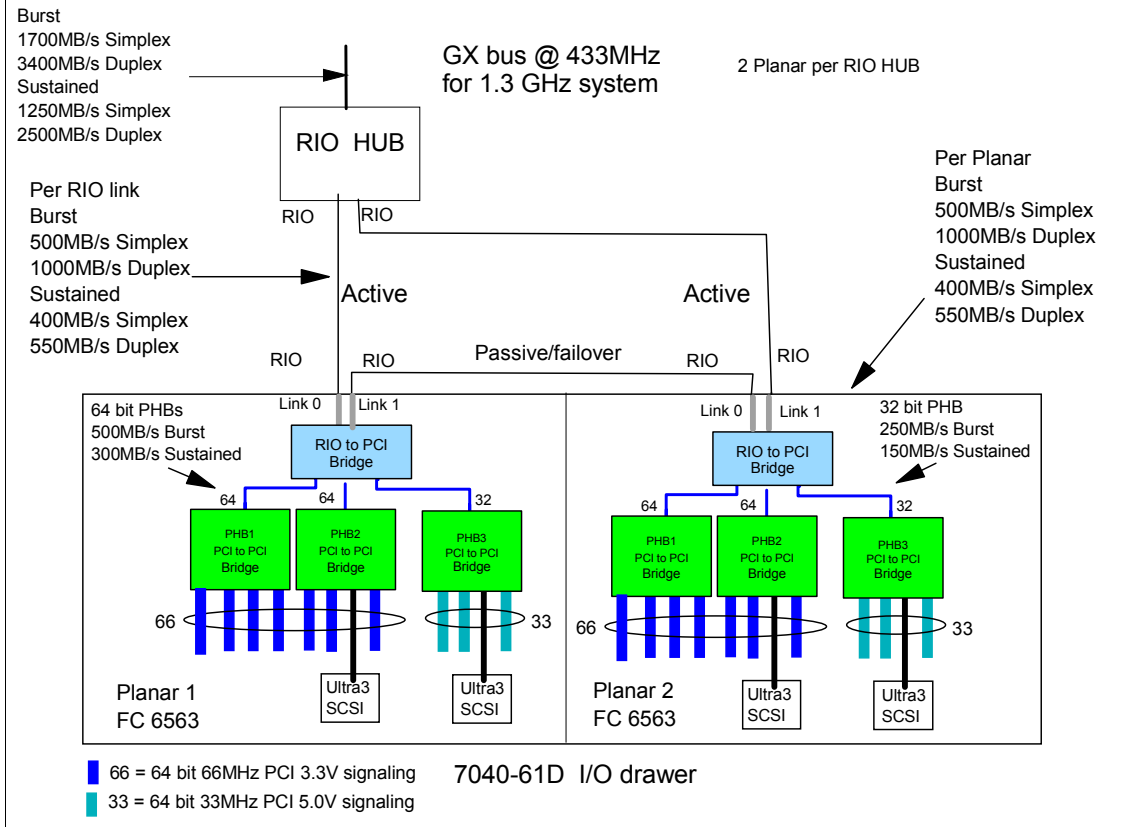 Burst
1700MB/s Simplex
3400MB/s Duplex
Sustained
1250MB/s Simplex
2500MB/s Duplex
GX bus @ 433MHz
for 1.3 GHz system
2 Planar per RIO HUB
RIO HUB
Per RIO link
Burst
500MB/s Simplex
1000MB/s Duplex
Sustained
400MB/s Simplex
550MB/s Duplex
Per Planar
Burst
500MB/s Simplex
1000MB/s Duplex
Sustained
400MB/s Simplex
550MB/s Duplex
RIO
RIO
Active
Active
RIO
RIO
Passive/failover
RIO
RIO
64 bit PHBs
500MB/s Burst
300MB/s Sustained
Link 0
Link 1
RIO to PCI
Bridge
64
64
32
PHB1
PCI to PCI
Bridge
PHB2
PCI to PCI
Bridge
PHB3
PCI to PCI
Bridge
66
33
Ultra3
SCSI
Ultra3
SCSI
Planar 1
FC 6563
Link 0
Link 1
32 bit PHB
250MB/s Burst
150MB/s Sustained
RIO to PCI
Bridge
64
64
32
PHB1
PCI to PCI
Bridge
PHB2
PCI to PCI
Bridge
PHB3
PCI to PCI
Bridge
66
33
Ultra3
SCSI
Ultra3
SCSI
Planar 2
FC 6563
66 = 64 bit 66MHz PCI 3.3V signaling
33 = 64 bit 33MHz PCI 5.0V signaling
7040-61D I/O drawer